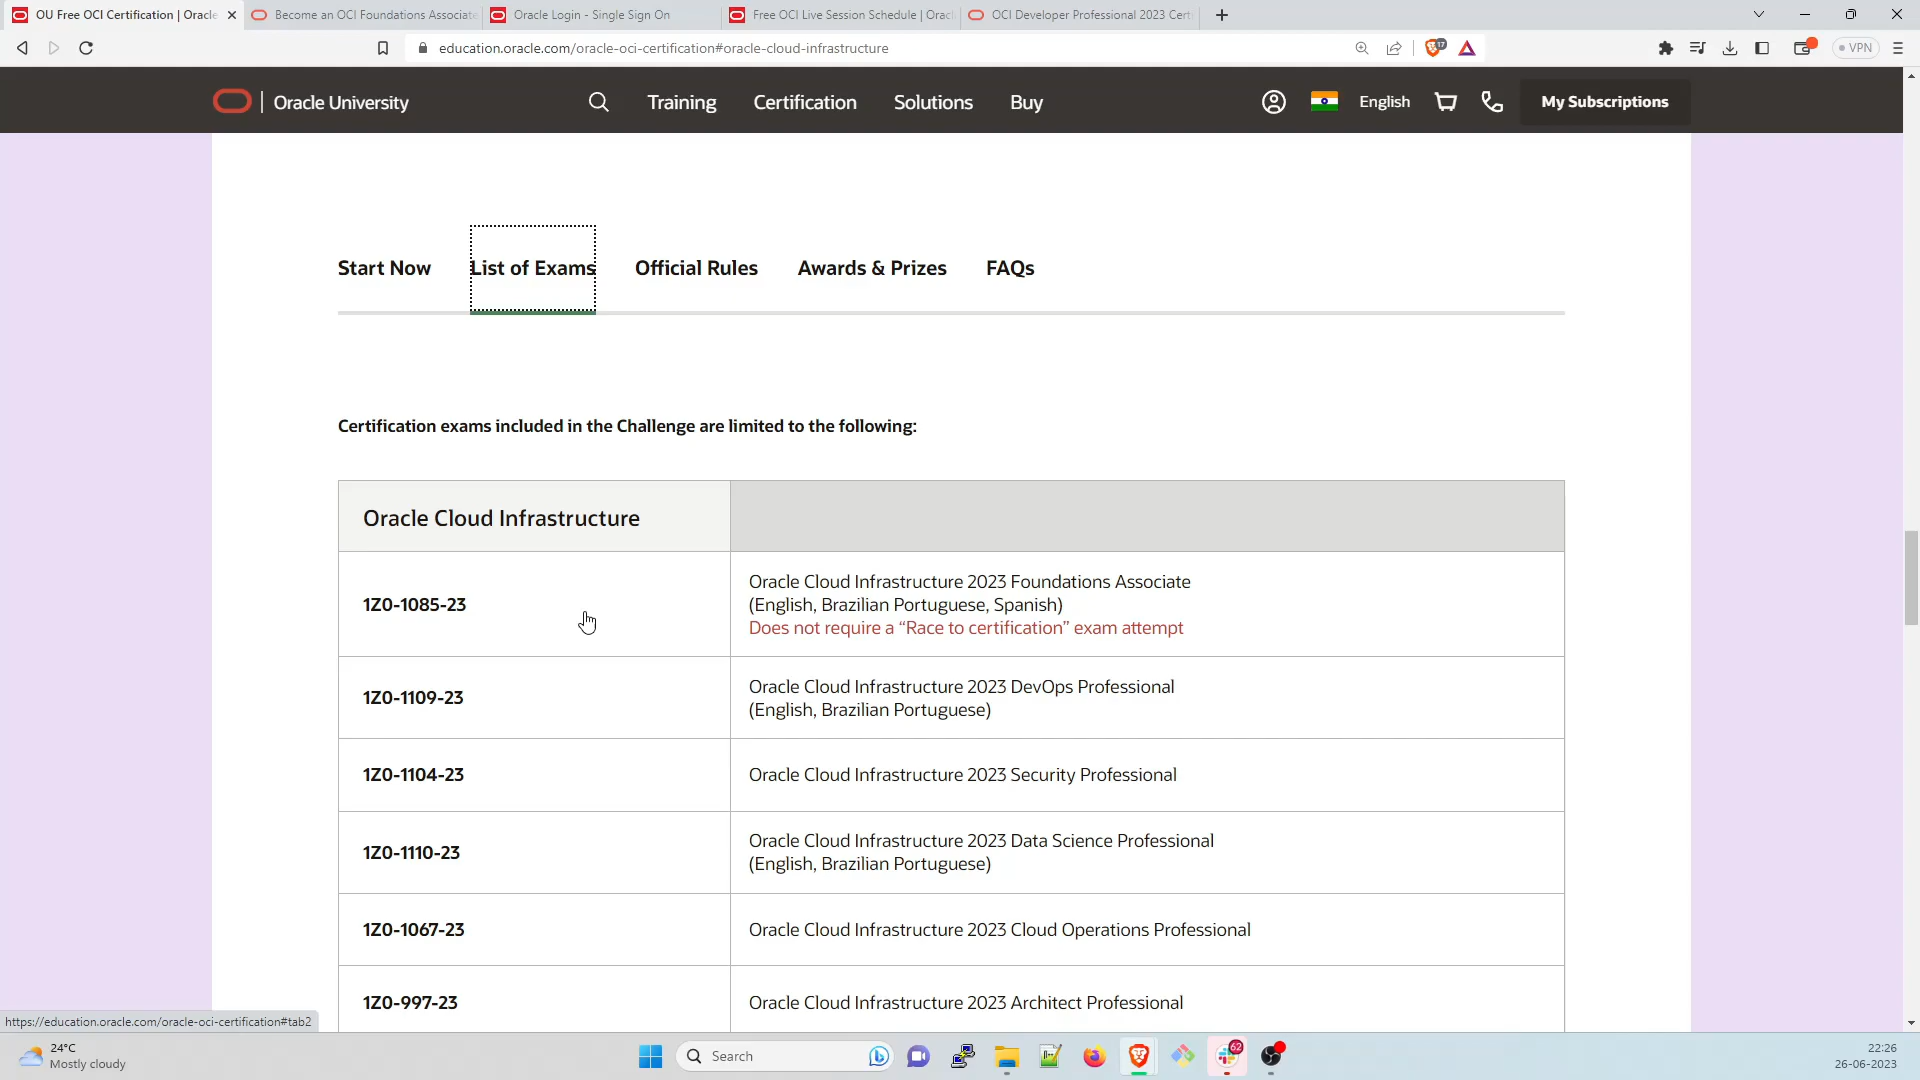 OU Free OCI Certification | Oracle
Become an OCI Foundations Associate
Oracle Login - Single Sign On
Free OCI Live Session Schedule | Oracl
OCI Developer Professional 2023 Cert
education.oracle.com/oracle-oci-certification#oracle-cloud-infrastructure
17
VPN
Oracle University
Training
Certification
Solutions
Buy
English
My Subscriptions
Start Now
List of Exams
Official Rules
Awards & Prizes
FAQs
Certification exams included in the Challenge are limited to the following:
Oracle Cloud Infrastructure
1Z0-1085-23
Oracle Cloud Infrastructure 2023 Foundations Associate
(English, Brazilian Portuguese, Spanish)
Does not require a “Race to certification” exam attempt
1Z0-1109-23
Oracle Cloud Infrastructure 2023 DevOps Professional
(English, Brazilian Portuguese)
1Z0-1104-23
Oracle Cloud Infrastructure 2023 Security Professional
1Z0-1110-23
Oracle Cloud Infrastructure 2023 Data Science Professional
(English, Brazilian Portuguese)
1Z0-1067-23
Oracle Cloud Infrastructure 2023 Cloud Operations Professional
1Z0-997-23
Oracle Cloud Infrastructure 2023 Architect Professional
https://education.oracle.com/oracle-oci-certification#tab2
24°C
Mostly cloudy
Search
62
22:26
26-06-2023